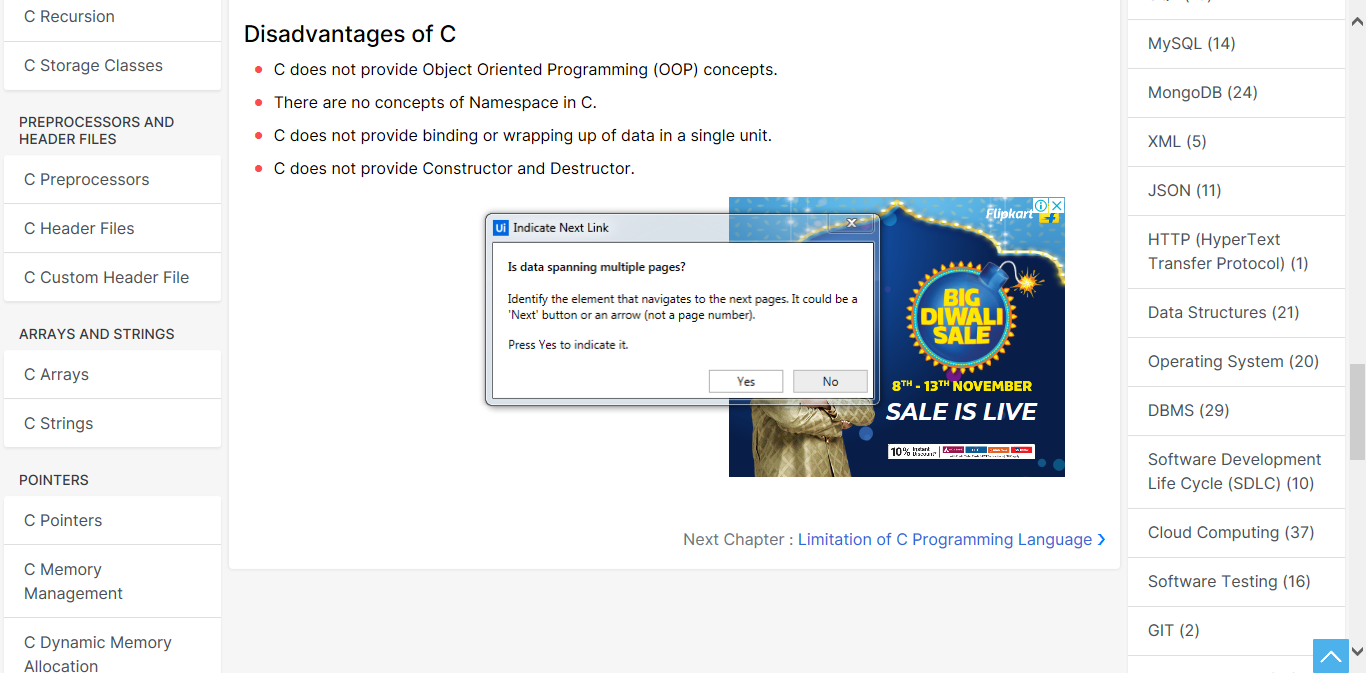 C Recursion
C Storage Classes
PREPROCESSORS AND
HEADER FILES
C Preprocessors
C Header Files
C Custom Header File
ARRAYS AND STRINGS
C Arrays
C Strings
POINTERS
C Pointers
C Memory
Management
C Dynamic Memory
Allocation
Disadvantages of C
C does not provide Object Oriented Programming (OOP) concepts.
There are no concepts of Namespace in C.
C does not provide binding or wrapping up of data in a single unit.
C does not provide Constructor and Destructor.
Ui Indicate Next Link
Is data spanning multiple pages?
Identify the element that navigates to the next pages. It could be a
'Next' button or an arrow (not a page number).
Press Yes to indicate it.
Yes No
Flipkart
BIG
DIWALI
SALE
8TH - 13TH NOVEMBER
SALE IS LIVE
10% Instant
Discount*
Next Chapter : Limitation of C Programming Language ❯
MySQL (14)
MongoDB (24)
XML (5)
JSON (11)
HTTP (HyperText
Transfer Protocol) (1)
Data Structures (21)
Operating System (20)
DBMS (29)
Software Development
Life Cycle (SDLC) (10)
Cloud Computing (37)
Software Testing (16)
GIT (2)